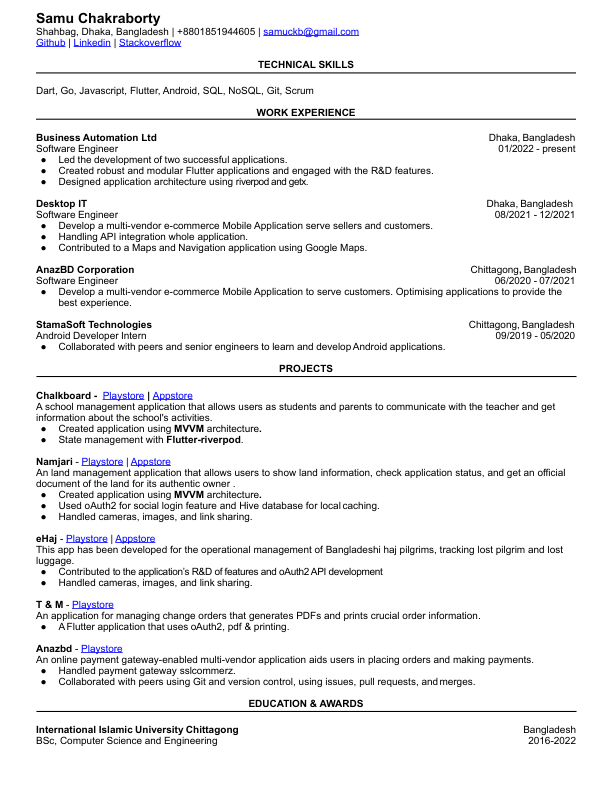 Samu Chakraborty
Shahbag, Dhaka, Bangladesh | +8801851944605 | samuckb@gmail.com
Github | Linkedin | Stackoverflow
TECHNICAL SKILLS
Dart, Go, Javascript, Flutter, Android, SQL, NoSQL, Git, Scrum
WORK EXPERIENCE
Business Automation Ltd Dhaka, Bangladesh
Software Engineer 01/2022 - present
● Led the development of two successful applications.
● Created robust and modular Flutter applications and engaged with the R&D features.
● Designed application architecture using riverpod and getx.
Desktop IT Dhaka, Bangladesh
Software Engineer 08/2021 - 12/2021
● Develop a multi-vendor e-commerce Mobile Application serve sellers and customers.
● Handling API integration whole application.
● Contributed to a Maps and Navigation application using Google Maps.
AnazBD Corporation Chittagong, Bangladesh
Software Engineer 06/2020 - 07/2021
● Develop a multi-vendor e-commerce Mobile Application to serve customers. Optimising applications to provide the
best experience.
StamaSoft Technologies Chittagong, Bangladesh
Android Developer Intern 09/2019 - 05/2020
● Collaborated with peers and senior engineers to learn and develop Android applications.
PROJECTS
Chalkboard - Playstore | Appstore
A school management application that allows users as students and parents to communicate with the teacher and get
information about the school's activities.
● Created application using MVVM architecture.
● State management with Flutter-riverpod.
Namjari - Playstore | Appstore
An land management application that allows users to show land information, check application status, and get an official
document of the land for its authentic owner .
● Created application using MVVM architecture.
● Used oAuth2 for social login feature and Hive database for local caching.
● Handled cameras, images, and link sharing.
eHaj - Playstore | Appstore
This app has been developed for the operational management of Bangladeshi haj pilgrims, tracking lost pilgrim and lost
luggage.
● Contributed to the application's R&D of features and oAuth2 API development
● Handled cameras, images, and link sharing.
T & M - Playstore
An application for managing change orders that generates PDFs and prints crucial order information.
● A Flutter application that uses oAuth2, pdf & printing.
Anazbd - Playstore
An online payment gateway-enabled multi-vendor application aids users in placing orders and making payments.
● Handled payment gateway sslcommerz.
● Collaborated with peers using Git and version control, using issues, pull requests, and merges.
EDUCATION & AWARDS
International Islamic University Chittagong Bangladesh
BSc, Computer Science and Engineering 2016-2022